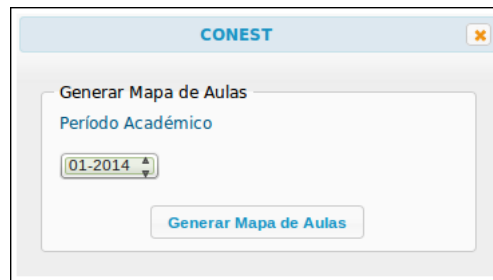 CONEST
Generar Mapa de Aulas
Período Académico
01-2014
Generar Mapa de Aulas